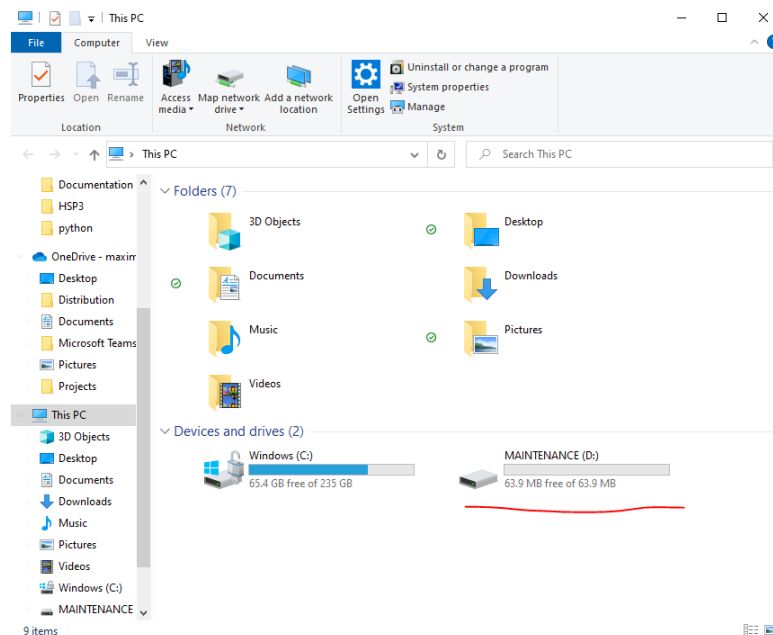 This PC
File
Computer
View
Properties
Open
Rename
Access media
Map network drive
Add a network location
Open Settings
Uninstall or change a program
System properties
Manage
Location
Network
System
This PC
Search This PC
Documentation
HSP3
python
OneDrive - maxim
Desktop
Distribution
Documents
Microsoft Teams
Pictures
Projects
This PC
3D Objects
Desktop
Documents
Downloads
Music
Pictures
Videos
Windows (C:)
MAINTENANCE
Folders (7)
3D Objects
Desktop
Documents
Downloads
Music
Pictures
Videos
Devices and drives (2)
Windows (C:)
65.4 GB free of 235 GB
MAINTENANCE (D:)
63.9 MB free of 63.9 MB
9 items